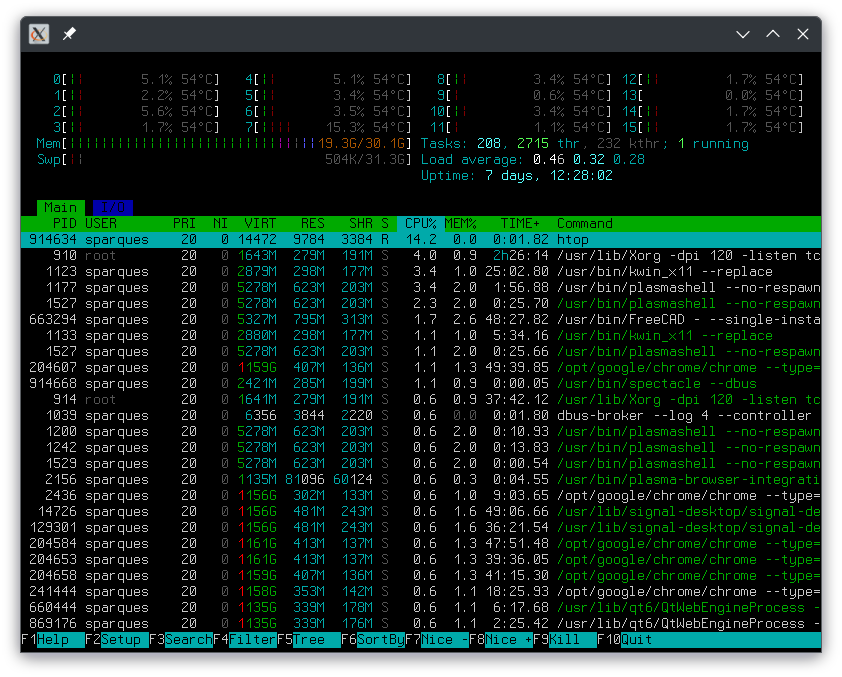 0[|| 5.1% 54°C] 4[|| 5.1% 54°C] 8[|| 3.4% 54°C] 12[|| 1.7% 54°C]
1[|| 2.2% 54°C] 5[|| 3.4% 54°C] 9[| 0.6% 54°C] 13[ 0.0% 54°C]
2[|| 5.6% 54°C] 6[|| 3.5% 54°C] 10[|| 3.4% 54°C] 14[|| 1.7% 54°C]
3[|| 1.7% 54°C] 7[|||| 15.3% 54°C] 11[| 1.1% 54°C] 15[|| 1.7% 54°C]
Mem[|||||||||||||||||||||||||||||||19.3G/30.1G] Tasks: 208, 2715 thr, 232 kthr; 1 running
Swp[|| 504K/31.3G] Load average: 0.46 0.32 0.28
Uptime: 7 days, 12:28:02
Main I/O
PID USER PRI NI VIRT RES SHR S CPU% MEM% TIME+ Command
914634 sparques 20 0 14472 9784 3384 R 14.2 0.0 0:01.82 htop
910 root 20 0 1643M 279M 191M S 4.0 0.9 2h26:14 /usr/lib/Xorg -dpi 120 -listen tc
1123 sparques 20 0 2879M 298M 177M S 3.4 1.0 25:02.80 /usr/bin/kwin_x11 --replace
1177 sparques 20 0 5278M 623M 203M S 3.4 2.0 1:56.88 /usr/bin/plasmashell --no-respawn
1527 sparques 20 0 5278M 623M 203M S 2.3 2.0 0:25.70 /usr/bin/plasmashell --no-respawn
663294 sparques 20 0 5327M 795M 313M S 1.7 2.6 48:27.82 /usr/bin/FreeCAD - --single-insta
1133 sparques 20 0 2880M 298M 177M S 1.1 1.0 5:34.16 /usr/bin/kwin_x11 --replace
1527 sparques 20 0 5278M 623M 203M S 1.1 2.0 0:25.66 /usr/bin/plasmashell --no-respawn
204607 sparques 20 0 1159G 407M 136M S 1.1 1.3 49:39.85 /opt/google/chrome/chrome --type=
914668 sparques 20 0 2421M 285M 199M S 1.1 0.9 0:00.05 /usr/bin/spectacle --dbus
914 root 20 0 1641M 279M 191M S 0.6 0.9 37:42.12 /usr/lib/Xorg -dpi 120 -listen tc
1039 sparques 20 0 6356 3844 2220 S 0.6 0.0 0:01.80 dbus-broker --log 4 --controller
1200 sparques 20 0 5278M 623M 203M S 0.6 2.0 0:10.93 /usr/bin/plasmashell --no-respawn
1242 sparques 20 0 5278M 623M 203M S 0.6 2.0 0:13.83 /usr/bin/plasmashell --no-respawn
1529 sparques 20 0 5278M 623M 203M S 0.6 2.0 0:00.54 /usr/bin/plasmashell --no-respawn
2156 sparques 20 0 1135M 81096 60124 S 0.6 0.3 0:04.55 /usr/bin/plasma-browser-integrati
2436 sparques 20 0 1156G 302M 133M S 0.6 1.0 9:03.65 /opt/google/chrome/chrome --type=
14726 sparques 20 0 1156G 481M 243M S 0.6 1.6 49:06.66 /usr/lib/signal-desktop/signal-de
129301 sparques 20 0 1156G 481M 243M S 0.6 1.6 36:21.54 /usr/lib/signal-desktop/signal-de
204584 sparques 20 0 1161G 413M 137M S 0.6 1.3 47:51.48 /opt/google/chrome/chrome --type=
204653 sparques 20 0 1161G 413M 137M S 0.6 1.3 39:36.05 /opt/google/chrome/chrome --type=
204658 sparques 20 0 1159G 407M 136M S 0.6 1.3 41:15.30 /opt/google/chrome/chrome --type=
241444 sparques 20 0 1158G 353M 142M S 0.6 1.1 18:25.93 /opt/google/chrome/chrome --type=
660444 sparques 20 0 1135G 339M 178M S 0.6 1.1 6:17.68 /usr/lib/qt6/QtWebEngineProcess -
869176 sparques 20 0 1135G 339M 176M S 0.6 1.1 2:25.42 /usr/lib/qt6/QtWebEngineProcess -
F1Help F2Setup F3SearchF4FilterF5Tree F6SortByF7Nice -F8Nice +F9Kill F10Quit